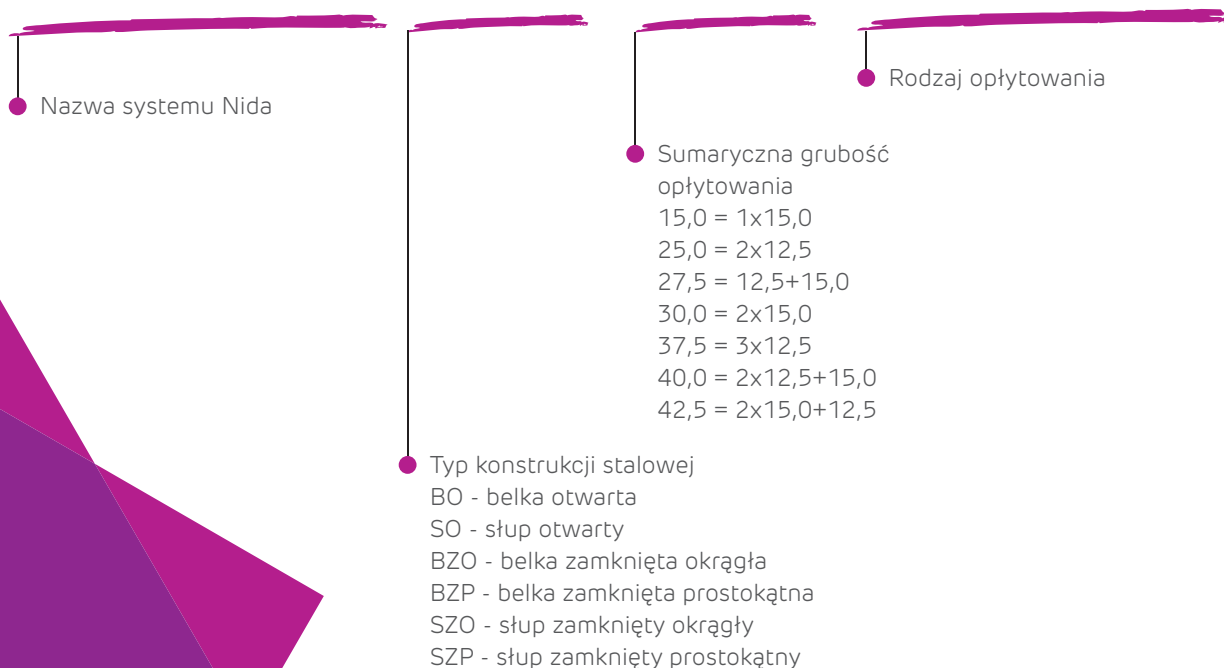 Nazwa systemu Nida
Rodzaj opłytowania
Sumaryczna grubość
opłytowania
15,0 = 1x15,0
25,0 = 2x12,5
27,5 = 12,5+15,0
30,0 = 2x15,0
37,5 = 3x12,5
40,0 = 2x12,5+15,0
42,5 = 2x15,0+12,5
Typ konstrukcji stalowej
BO - belka otwarta
SO - słup otwarty
BZO - belka zamknięta okrągła
BZP - belka zamknięta prostokątna
SZO - słup zamknięty okrągły
SZP - słup zamknięty prostokątny